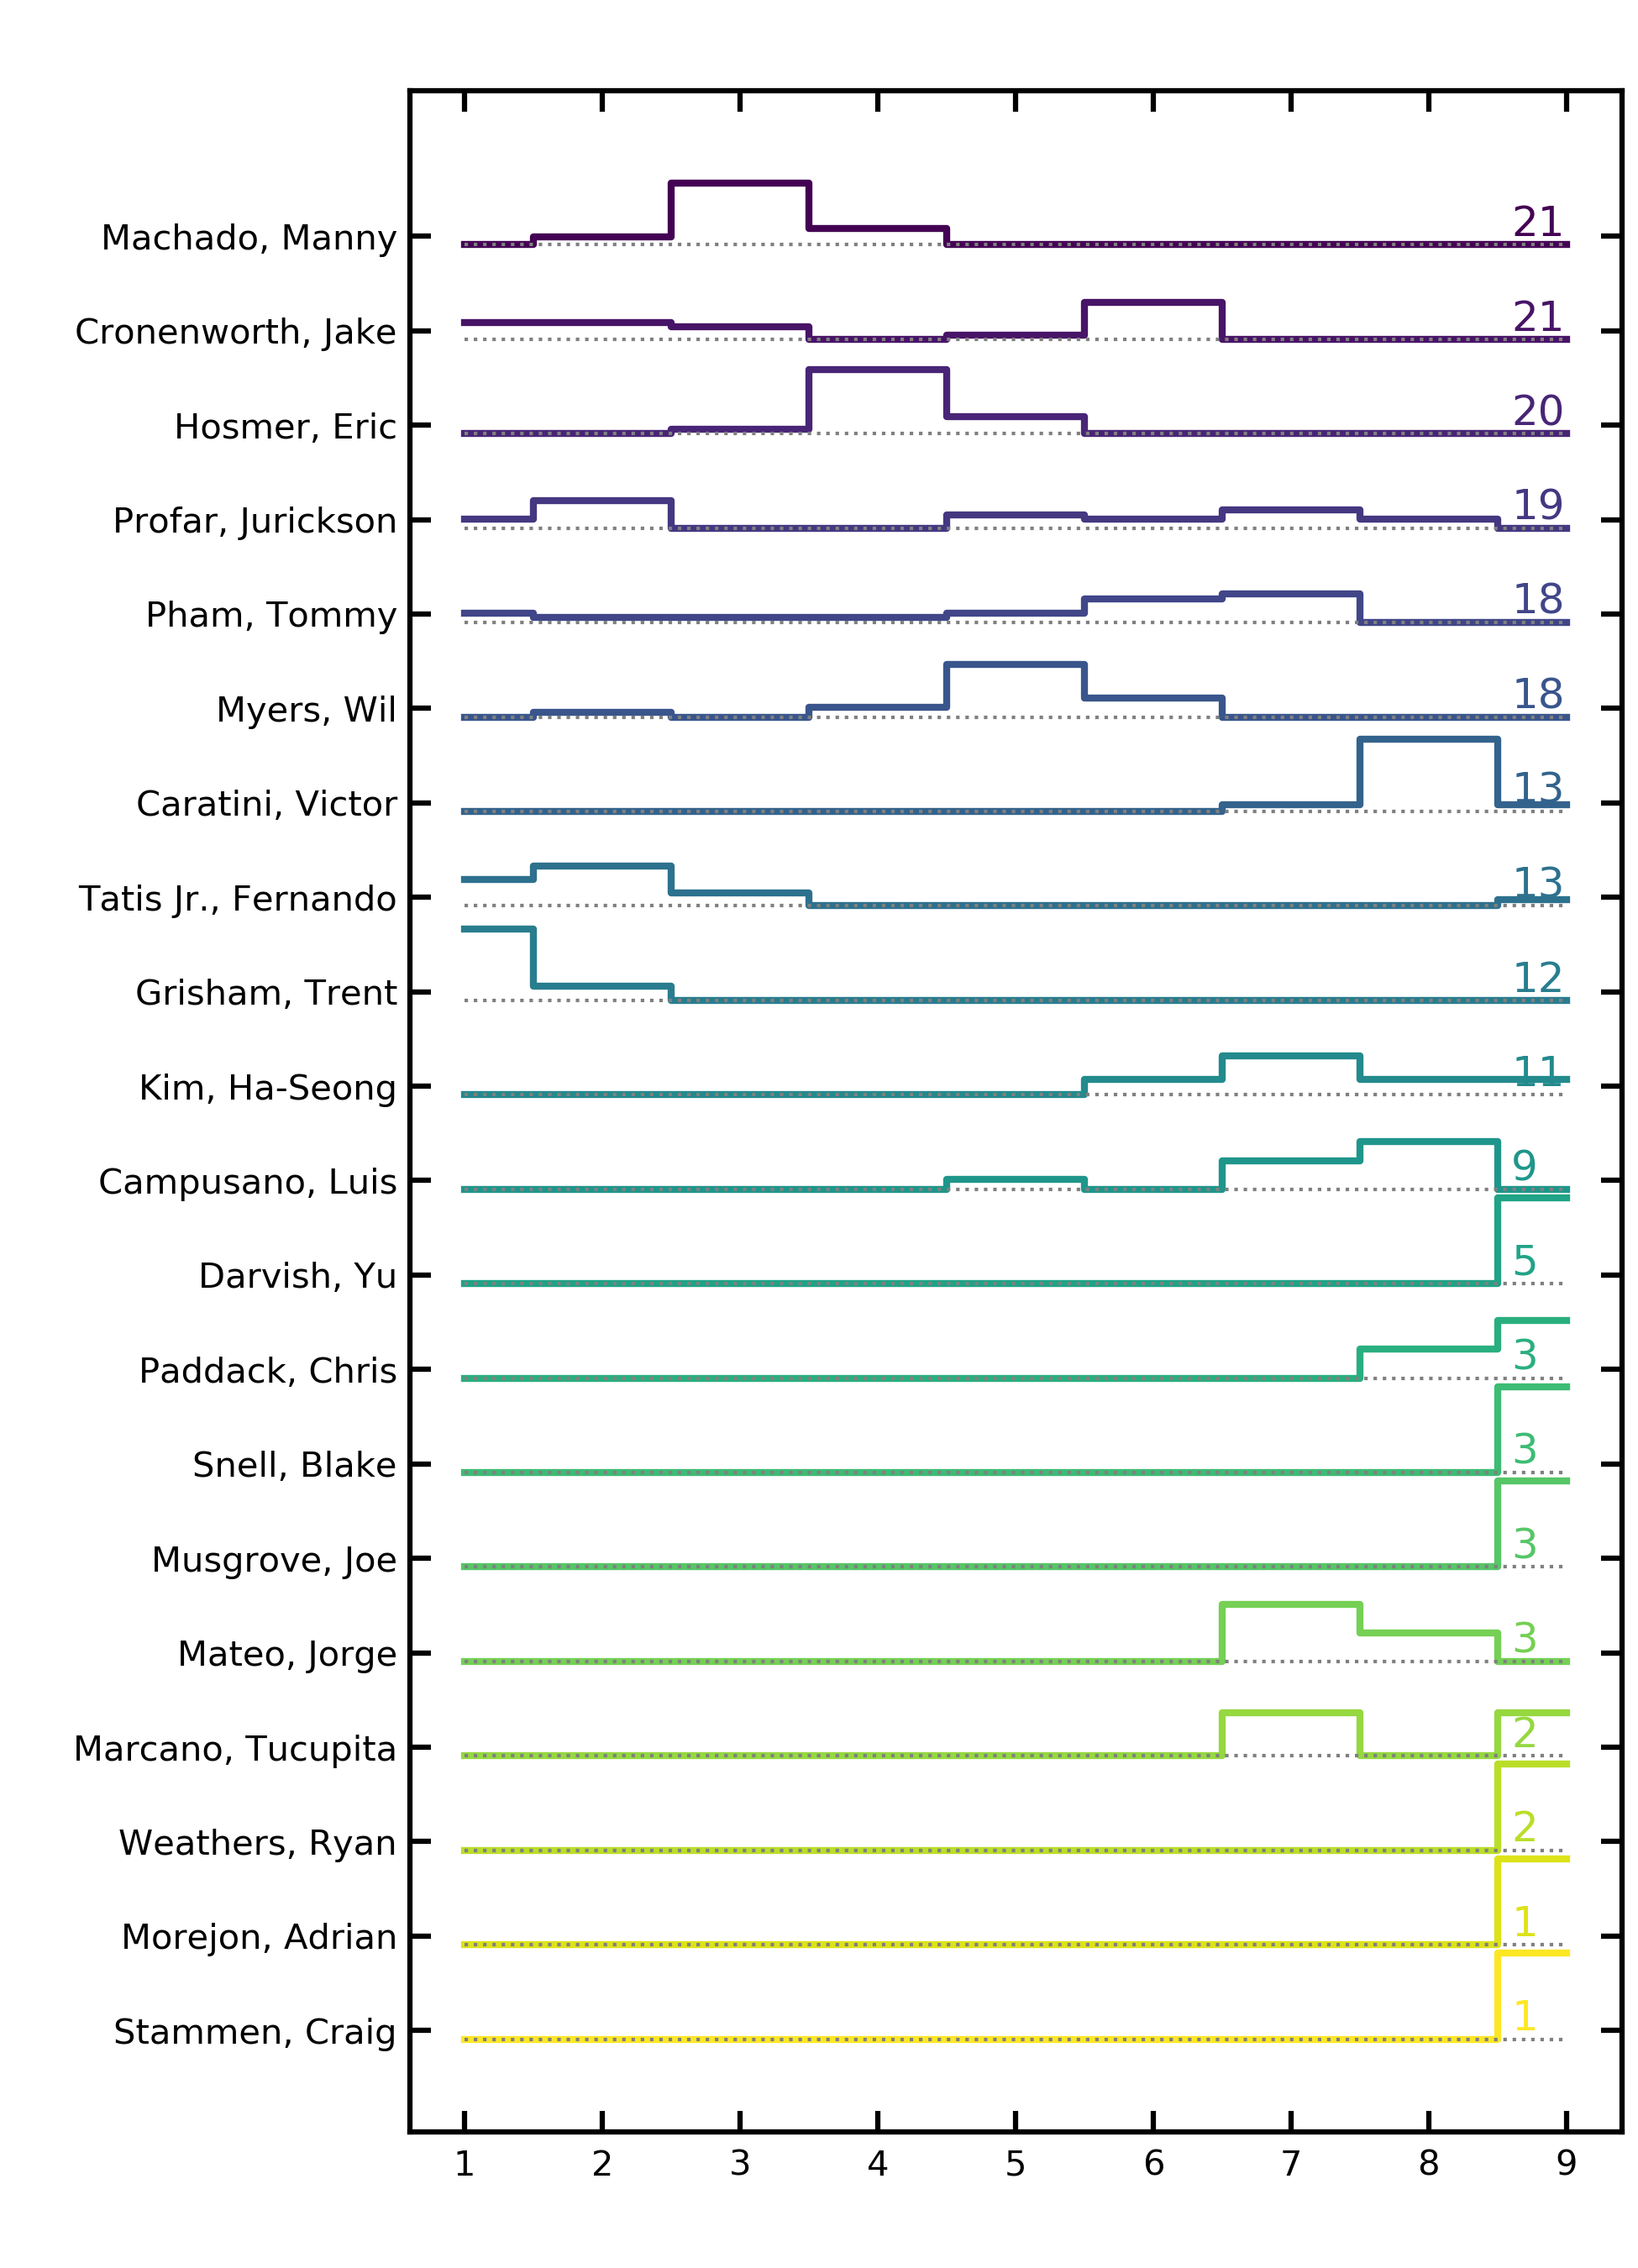 Machado, Manny 21
Cronenworth, Jake 21
Hosmer, Eric 20
Profar, Jurickson 19
Pham, Tommy 18
Myers, Wil 18
Caratini, Victor 13
Tatis Jr., Fernando 13
Grisham, Trent 12
Kim, Ha-Seong 11
Campusano, Luis 9
Darvish, Yu 5
Paddack, Chris 3
Snell, Blake 3
Musgrove, Joe 3
Mateo, Jorge 3
Marcano, Tucupita 2
Weathers, Ryan 2
Morejon, Adrian 1
Stammen, Craig 1
1 2 3 4 5 6 7 8 9